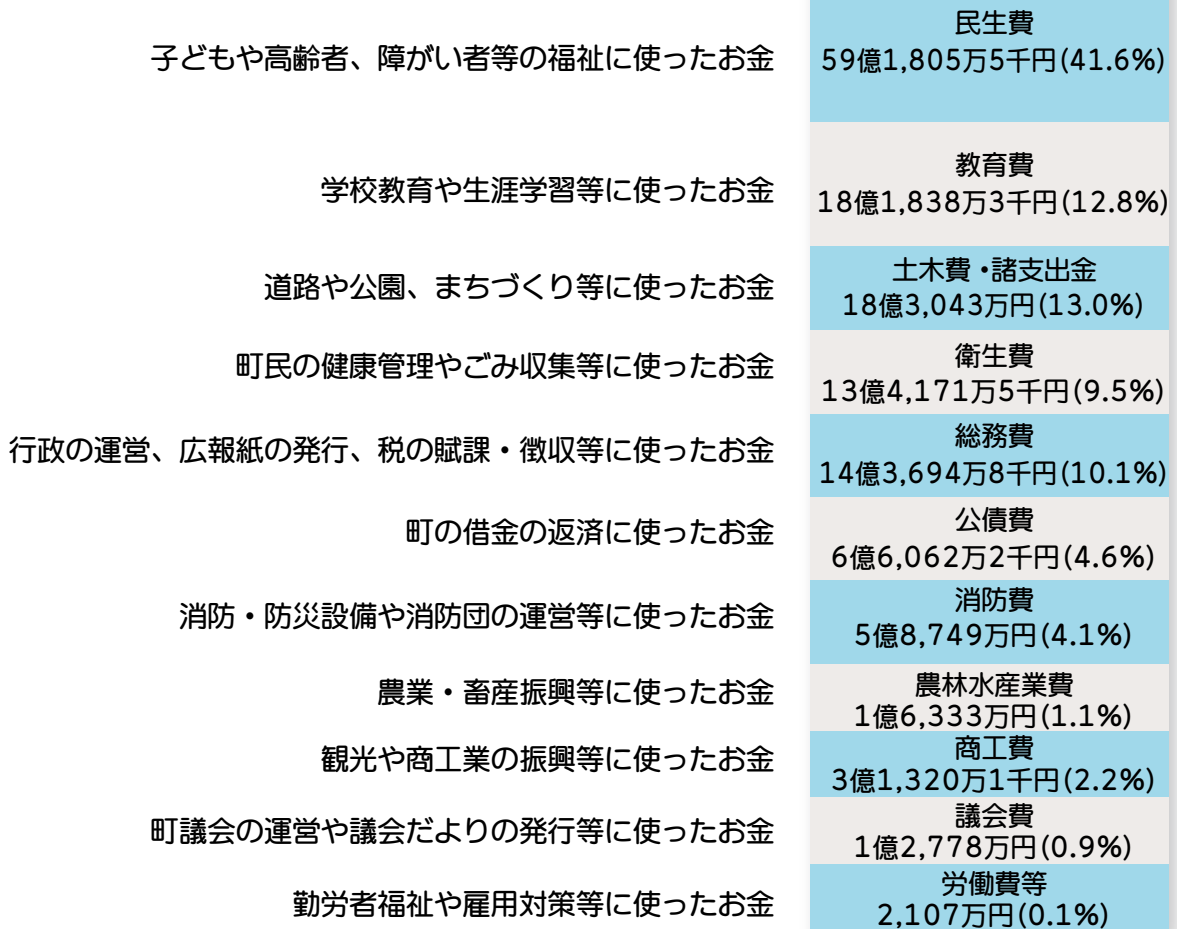 子どもや高齢者、障がい者等の福祉に使ったお金
民生費
59億1,805万5千円(41.6%)
学校教育や生涯学習等に使ったお金
教育費
18億1,838万3千円(12.8%)
道路や公園、まちづくり等に使ったお金
土木費・諸支出金
18億3,043万円(13.0%)
町民の健康管理やごみ収集等に使ったお金
衛生費
13億4,171万5千円(9.5%)
行政の運営、広報紙の発行、税の賦課・徴収等に使ったお金
総務費
14億3,694万8千円(10.1%)
町の借金の返済に使ったお金
公債費
6億6,062万2千円(4.6%)
消防・防災設備や消防団の運営等に使ったお金
消防費
5億8,749万円(4.1%)
農業・畜産振興等に使ったお金
農林水産業費
1億6,333万円(1.1%)
観光や商工業の振興等に使ったお金
商工費
3億1,320万1千円(2.2%)
町議会の運営や議会だよりの発行等に使ったお金
議会費
1億2,778万円(0.9%)
勤労者福祉や雇用対策等に使ったお金
労働費等
2,107万円(0.1%)